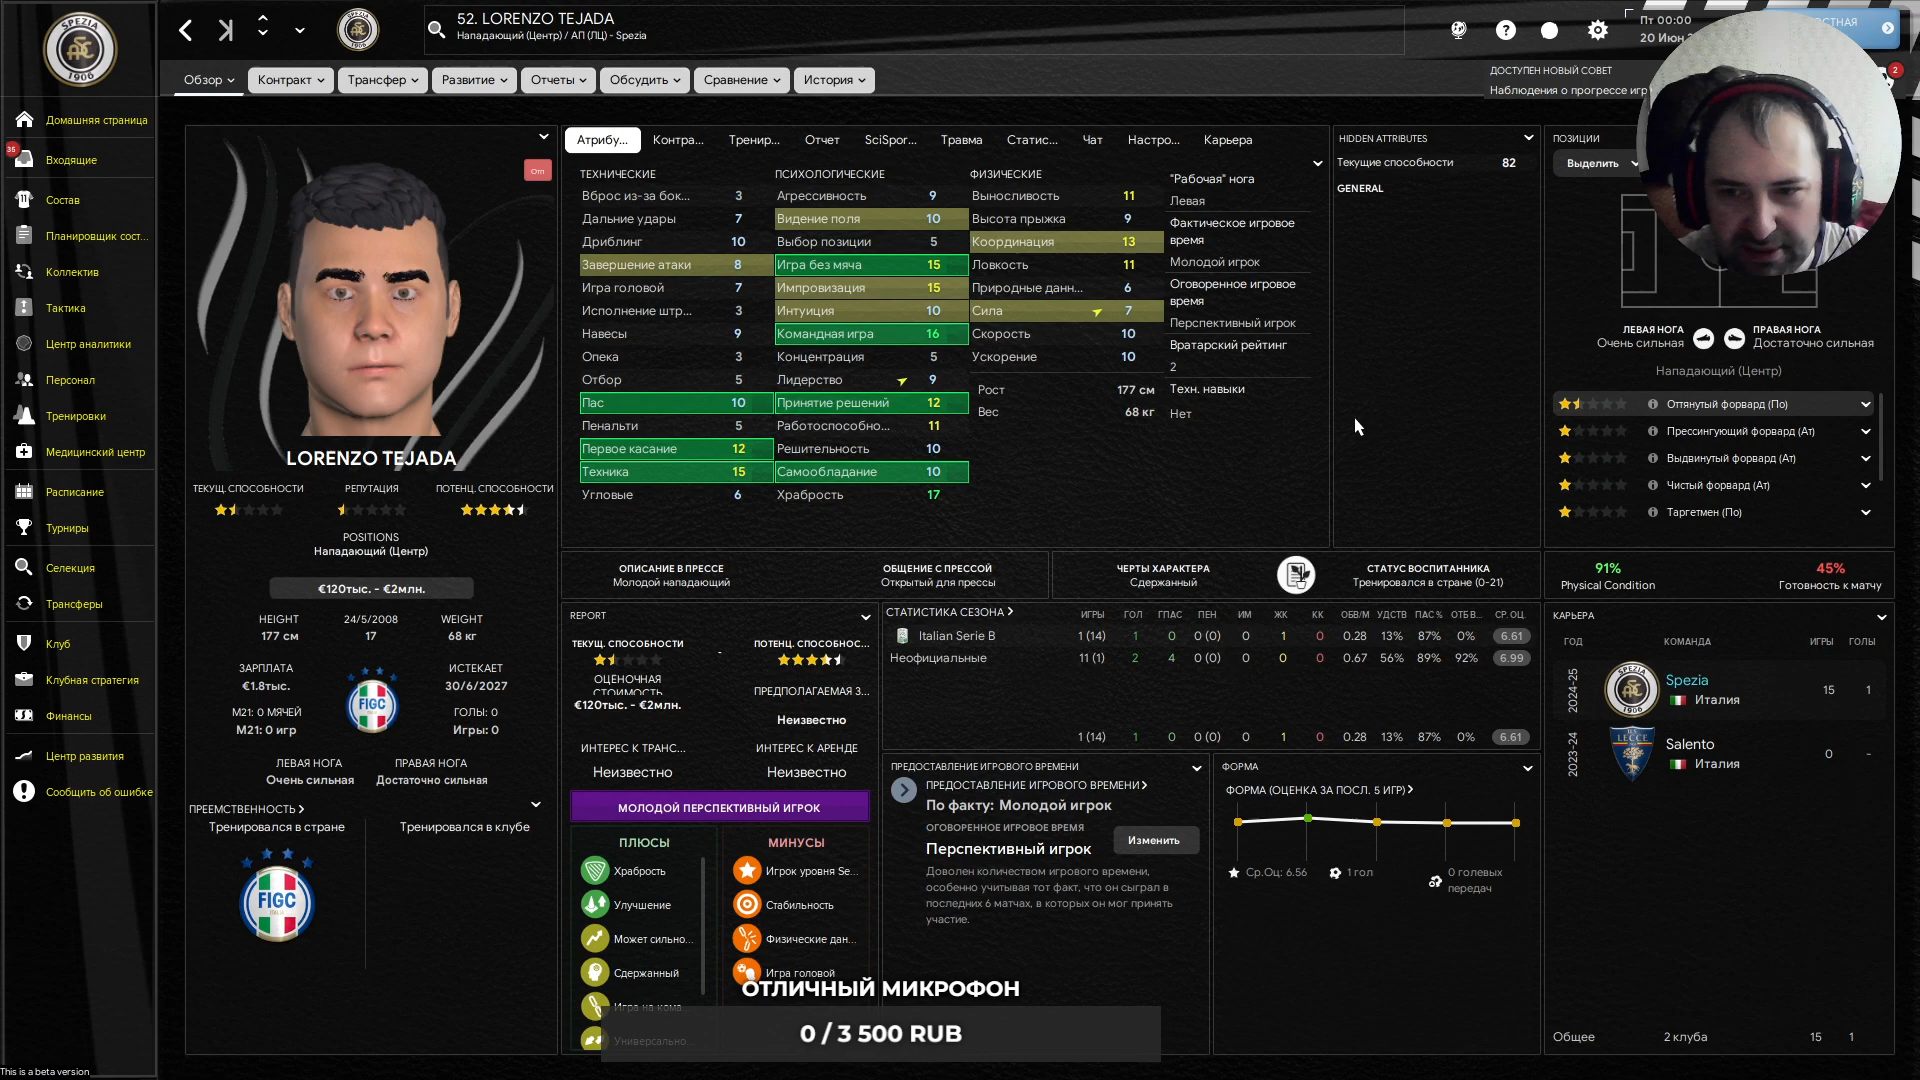 SPEZIA
1906
52. LORENZO TEJADA
Нападающий (Центр) / АП (ЛЦ) - Spezia
Пт 00:00
Обзор
Контракт
Трансфер
Развитие
Отчеты
Обсудить
Сравнение
История
ДОСТУПЕН НОВЫЙ СОВЕТ
Наблюдения о прогрессе игр
2
Домашняя страница
35
Входящие
Состав
Планировщик сост...
Коллектив
Тактика
Центр аналитики
Персонал
Тренировки
Медицинский центр
Расписание
Турниры
Селекция
Трансферы
Клуб
Клубная стратегия
Финансы
Центр развития
Сообщить об ошибке
This is a beta version
Отп
LORENZO TEJADA
ТЕКУЩ. СПОСОБНОСТИ
РЕПУТАЦИЯ
ПОТЕНЦ. СПОСОБНОСТИ
POSITIONS
Нападающий (Центр)
€120тыс. - €2млн.
HEIGHT 24/5/2008 WEIGHT
177 см 17 68 кг
ЗАРПЛАТА ИСТЕКАЕТ
€1.8тыс. 30/6/2027
М21: 0 МЯЧЕЙ ГОЛЫ: 0
М21: 0 игр Игры: 0
FIGC
ЛЕВАЯ НОГА ПРАВАЯ НОГА
Очень сильная Достаточно сильная
ПРЕЕМСТВЕННОСТЬ
Тренировался в стране Тренировался в клубе
FIGC
Атрибу... Контра... Тренир... Отчет SciSpor... Травма Статис... Чат Настро... Карьера
ТЕХНИЧЕСКИЕ
Вброс из-за бок... 3
Дальние удары 7
Дриблинг 10
Завершение атаки 8
Игра головой 7
Исполнение штр... 3
Навесы 9
Опека 3
Отбор 5
Пас 10
Пенальти 5
Первое касание 12
Техника 15
Угловые 6
ПСИХОЛОГИЧЕСКИЕ
Агрессивность 9
Видение поля 10
Выбор позиции 5
Игра без мяча 15
Импровизация 15
Интуиция 10
Командная игра 16
Концентрация 5
Лидерство 9
Принятие решений 12
Работоспособно... 11
Решительность 10
Самообладание 10
Храбрость 17
ФИЗИЧЕСКИЕ
Выносливость 11
Высота прыжка 9
Координация 13
Ловкость 11
Природные данн... 6
Сила 7
Скорость 10
Ускорение 10
Рост 177 см
Вес 68 кг
"Рабочая" нога
Левая
Фактическое игровое
время
Молодой игрок
Оговоренное игровое
время
Перспективный игрок
Вратарский рейтинг
2
Техн. навыки
Нет
HIDDEN ATTRIBUTES
Текущие способности 82
GENERAL
ПОЗИЦИИ
Выделить
ЛЕВАЯ НОГА ПРАВАЯ НОГА
Очень сильная Достаточно сильная
Нападающий (Центр)
Оттянутый форвард (По)
Прессингующий форвард (Ат)
Выдвинутый форвард (Ат)
Чистый форвард (Ат)
Таргетмен (По)
ОПИСАНИЕ В ПРЕССЕ
Молодой нападающий
ОБЩЕНИЕ С ПРЕССОЙ
Открытый для прессы
ЧЕРТЫ ХАРАКТЕРА
Сдержанный
СТАТУС ВОСПИТАННИКА
Тренировался в стране (0-21)
91% 45%
Physical Condition Готовность к матчу
REPORT
ТЕКУЩ. СПОСОБНОСТИ - ПОТЕНЦ. СПОСОБНОС...
ОЦЕНОЧНАЯ
СТОИМОСТЬ
€120тыс. - €2млн.
ПРЕДПОЛАГАЕМАЯ З...
Неизвестно
ИНТЕРЕС К ТРАНС... ИНТЕРЕС К АРЕНДЕ
Неизвестно Неизвестно
МОЛОДОЙ ПЕРСПЕКТИВНЫЙ ИГРОК
ПЛЮСЫ
Храбрость
Улучшение
Может сильно...
Сдержанный
Игра на кома...
Универсально...
МИНУСЫ
Игрок уровня Se...
Стабильность
Физические дан...
Игра головой
СТАТИСТИКА СЕЗОНА ИГРЫ ГОЛ ГПАС ПЕН ИМ ЖК КК ОБВ/М УДСТВ ПАС % ОТБ В... СР. ОЦ.
Italian Serie B 1 (14) 1 0 0 (0) 0 1 0 0.28 13% 87% 0% 6.61
Неофициальные 11 (1) 2 4 0 (0) 0 0 0 0.67 56% 89% 92% 6.99
1 (14) 1 0 0 (0) 0 1 0 0.28 13% 87% 0% 6.61
ПРЕДОСТАВЛЕНИЕ ИГРОВОГО ВРЕМЕНИ
ПРЕДОСТАВЛЕНИЕ ИГРОВОГО ВРЕМЕНИ
По факту: Молодой игрок
ОГОВОРЕННОЕ ИГРОВОЕ ВРЕМЯ
Перспективный игрок
Изменить
Доволен количеством игрового времени,
особенно учитывая тот факт, что он сыграл в
последних 6 матчах, в которых он мог принять
участие.
ФОРМА
ФОРМА (ОЦЕНКА ЗА ПОСЛ. 5 ИГР)
Ср.Оц: 6.56 1 гол 0 голевых
передач
КАРЬЕРА
ГОД КОМАНДА ИГРЫ ГОЛЫ
2024-25 Spezia 15 1
Италия
2023-24 Salento 0 -
Италия
Общее 2 клуба 15 1
ОТЛИЧНЫЙ МИКРОФОН
0 / 3 500 RUB